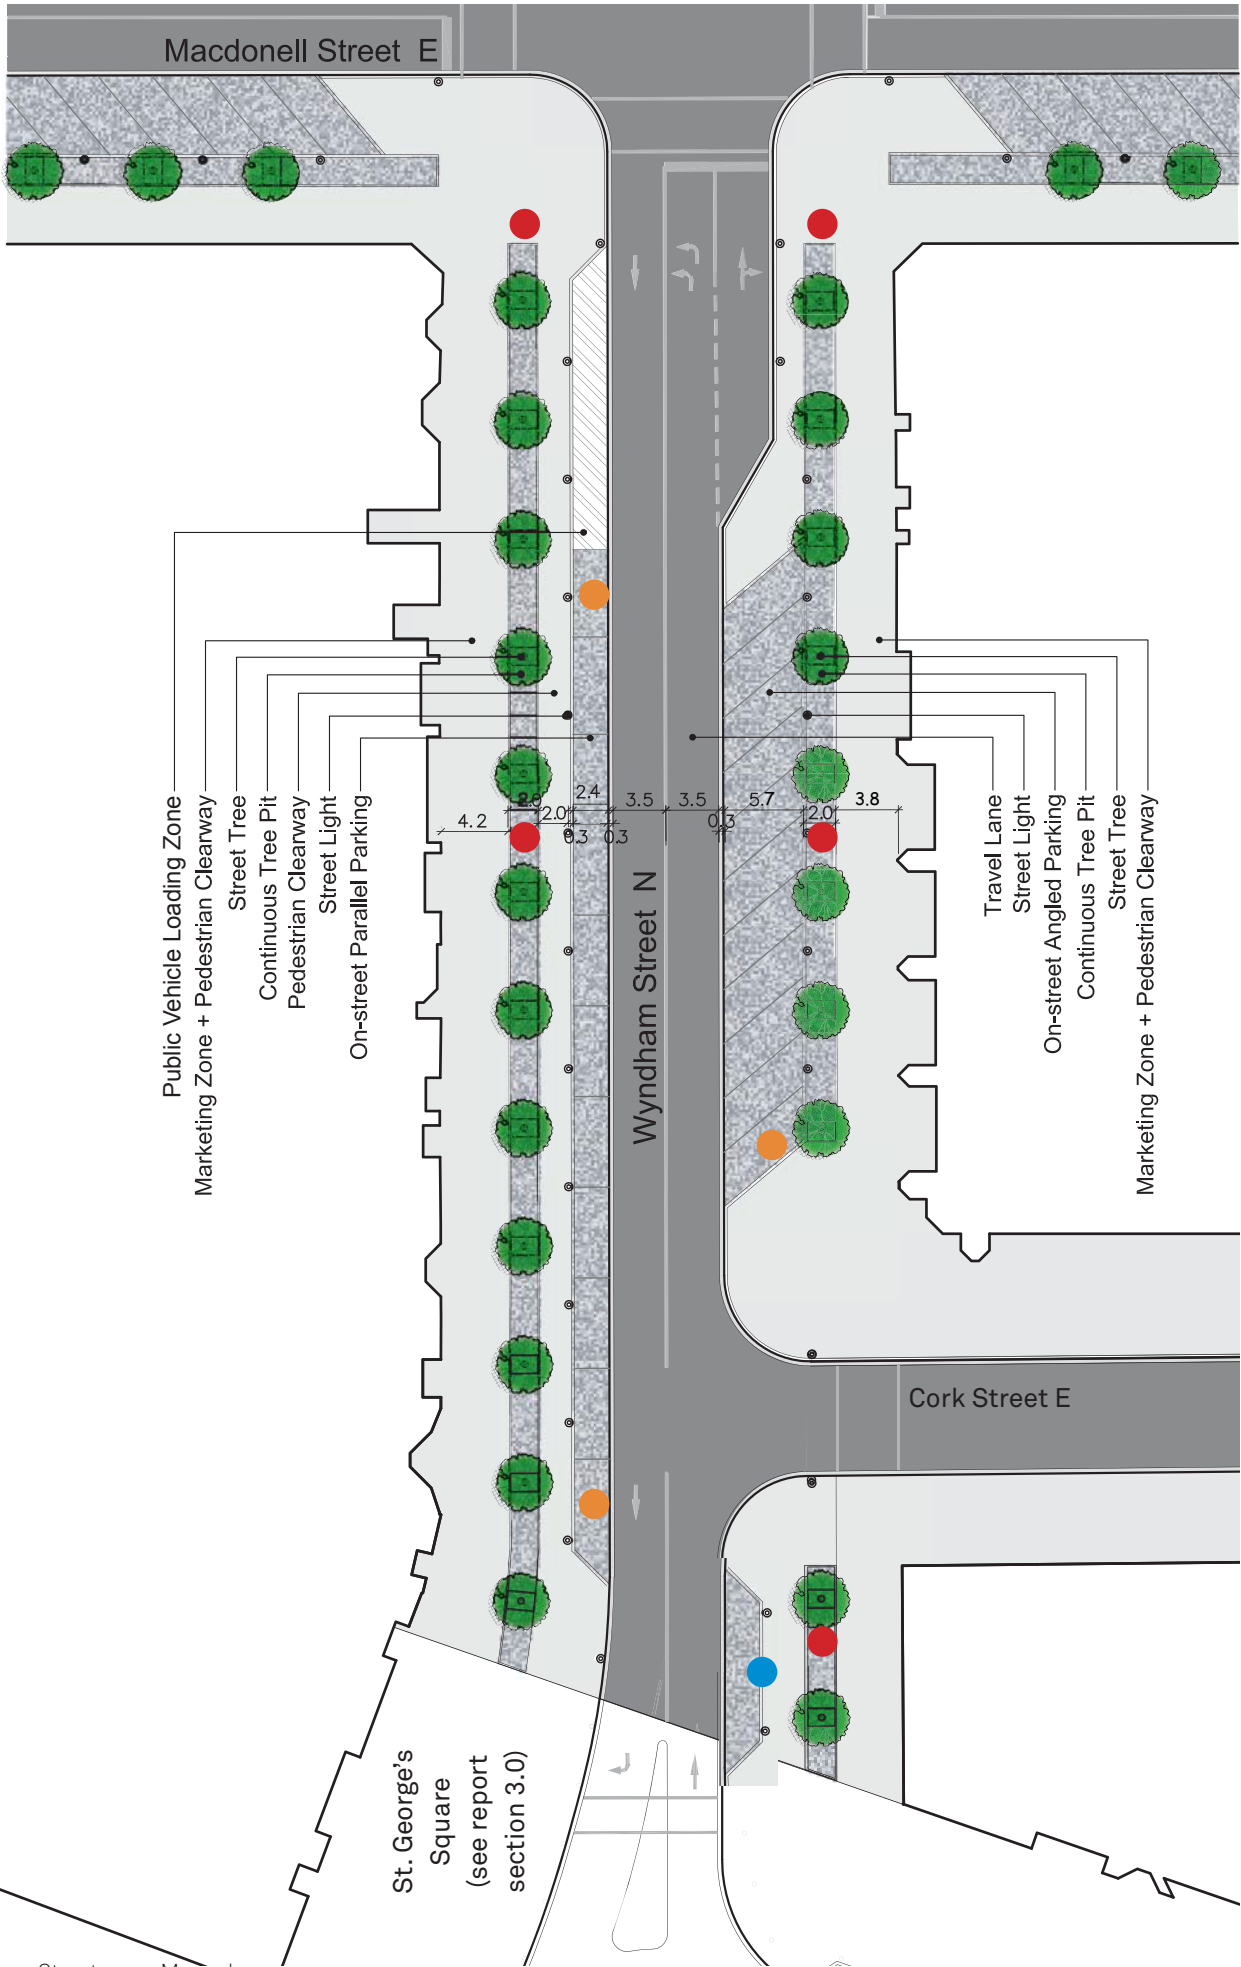 Macdonell Street E
Public Vehicle Loading Zone
Marketing Zone + Pedestrian Clearway
Street Tree
Continuous Tree Pit
Pedestrian Clearway
Street Light
On-street Parallel Parking
4.2
2.0
2.0
0.3
2.4
0.3
3.5
3.5
0.3
5.7
2.0
3.8
Wyndham Street N
Travel Lane
Street Light
On-street Angled Parking
Continuous Tree Pit
Street Tree
Marketing Zone + Pedestrian Clearway
Cork Street E
St. George's
Square
(see report
section 3.0)